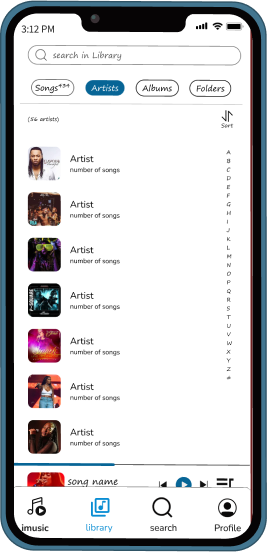 3:12 PM
search in Library
Songs⁴³⁴
Artists
Albums
Folders
(56 artists)
Sort
Artist
number of songs
Artist
number of songs
Artist
number of songs
Artist
number of songs
Artist
number of songs
Artist
number of songs
Artist
number of songs
A
B
C
D
E
F
G
H
I
J
K
L
M
N
O
P
Q
R
S
T
U
V
W
X
Y
Z
#
song name
imusic
library
search
Profile